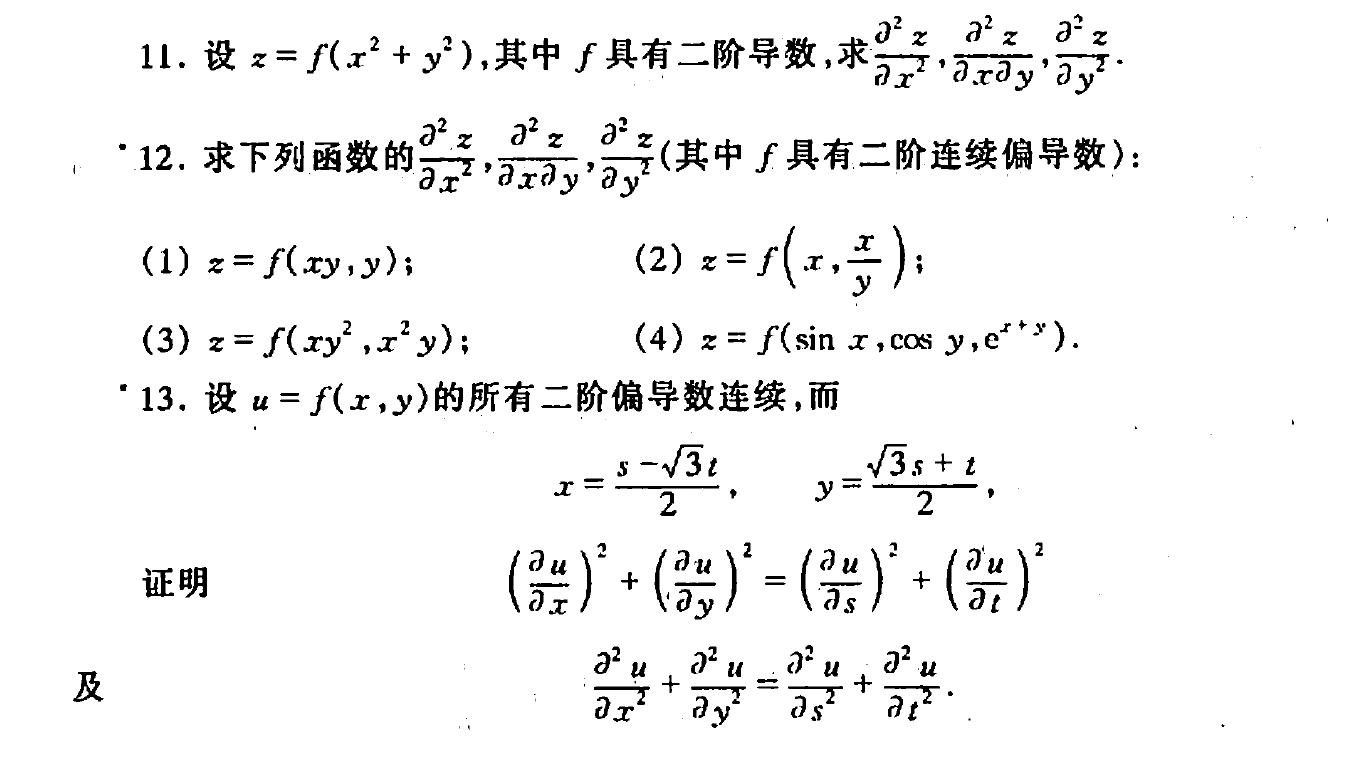 11. 设 z = f(x² + y²),其中 f 具有二阶导数,求 ∂²z/∂x², ∂²z/∂x∂y, ∂²z/∂y².
*12. 求下列函数的 ∂²z/∂x², ∂²z/∂x∂y, ∂²z/∂y² (其中 f 具有二阶连续偏导数):
(1) z = f(xy, y); (2) z = f(x, x/y);
(3) z = f(xy², x²y); (4) z = f(sin x, cos y, e^{x+y}).
*13. 设 u = f(x, y)的所有二阶偏导数连续,而
x = (s − √3t)/2, y = (√3s + t)/2,
证明 (∂u/∂x)² + (∂u/∂y)² = (∂u/∂s)² + (∂u/∂t)²
及 ∂²u/∂x² + ∂²u/∂y² = ∂²u/∂s² + ∂²u/∂t².